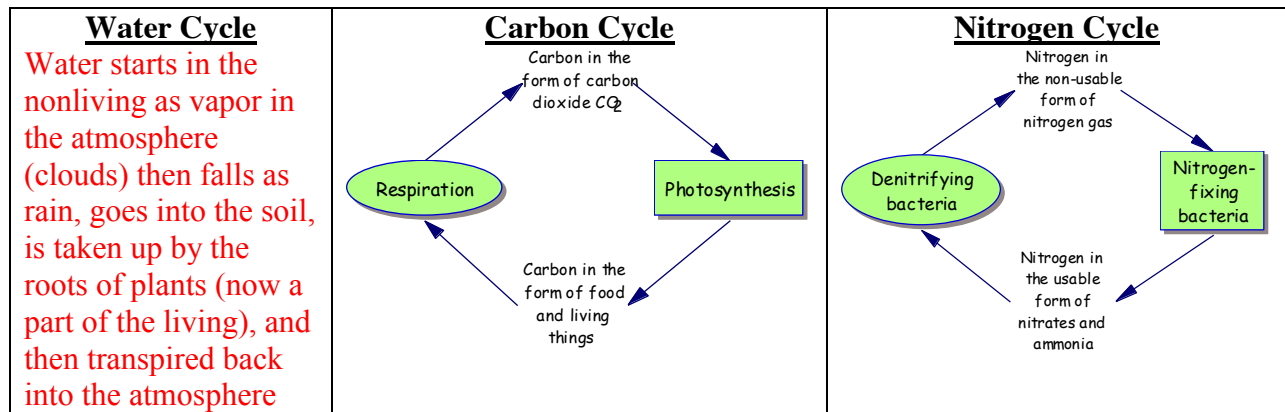 Water Cycle
Water starts in the
nonliving as vapor in
the atmosphere
(clouds) then falls as
rain, goes into the soil,
is taken up by the
roots of plants (now a
part of the living), and
then transpired back
into the atmosphere
Carbon Cycle
Carbon in the
form of carbon
dioxide CO2
Respiration
Photosynthesis
Carbon in the
form of food
and living
things
Nitrogen Cycle
Nitrogen in
the non-usable
form of
nitrogen gas
Denitrifying
bacteria
Nitrogen-
fixing
bacteria
Nitrogen in
the usable
form of
nitrates and
ammonia